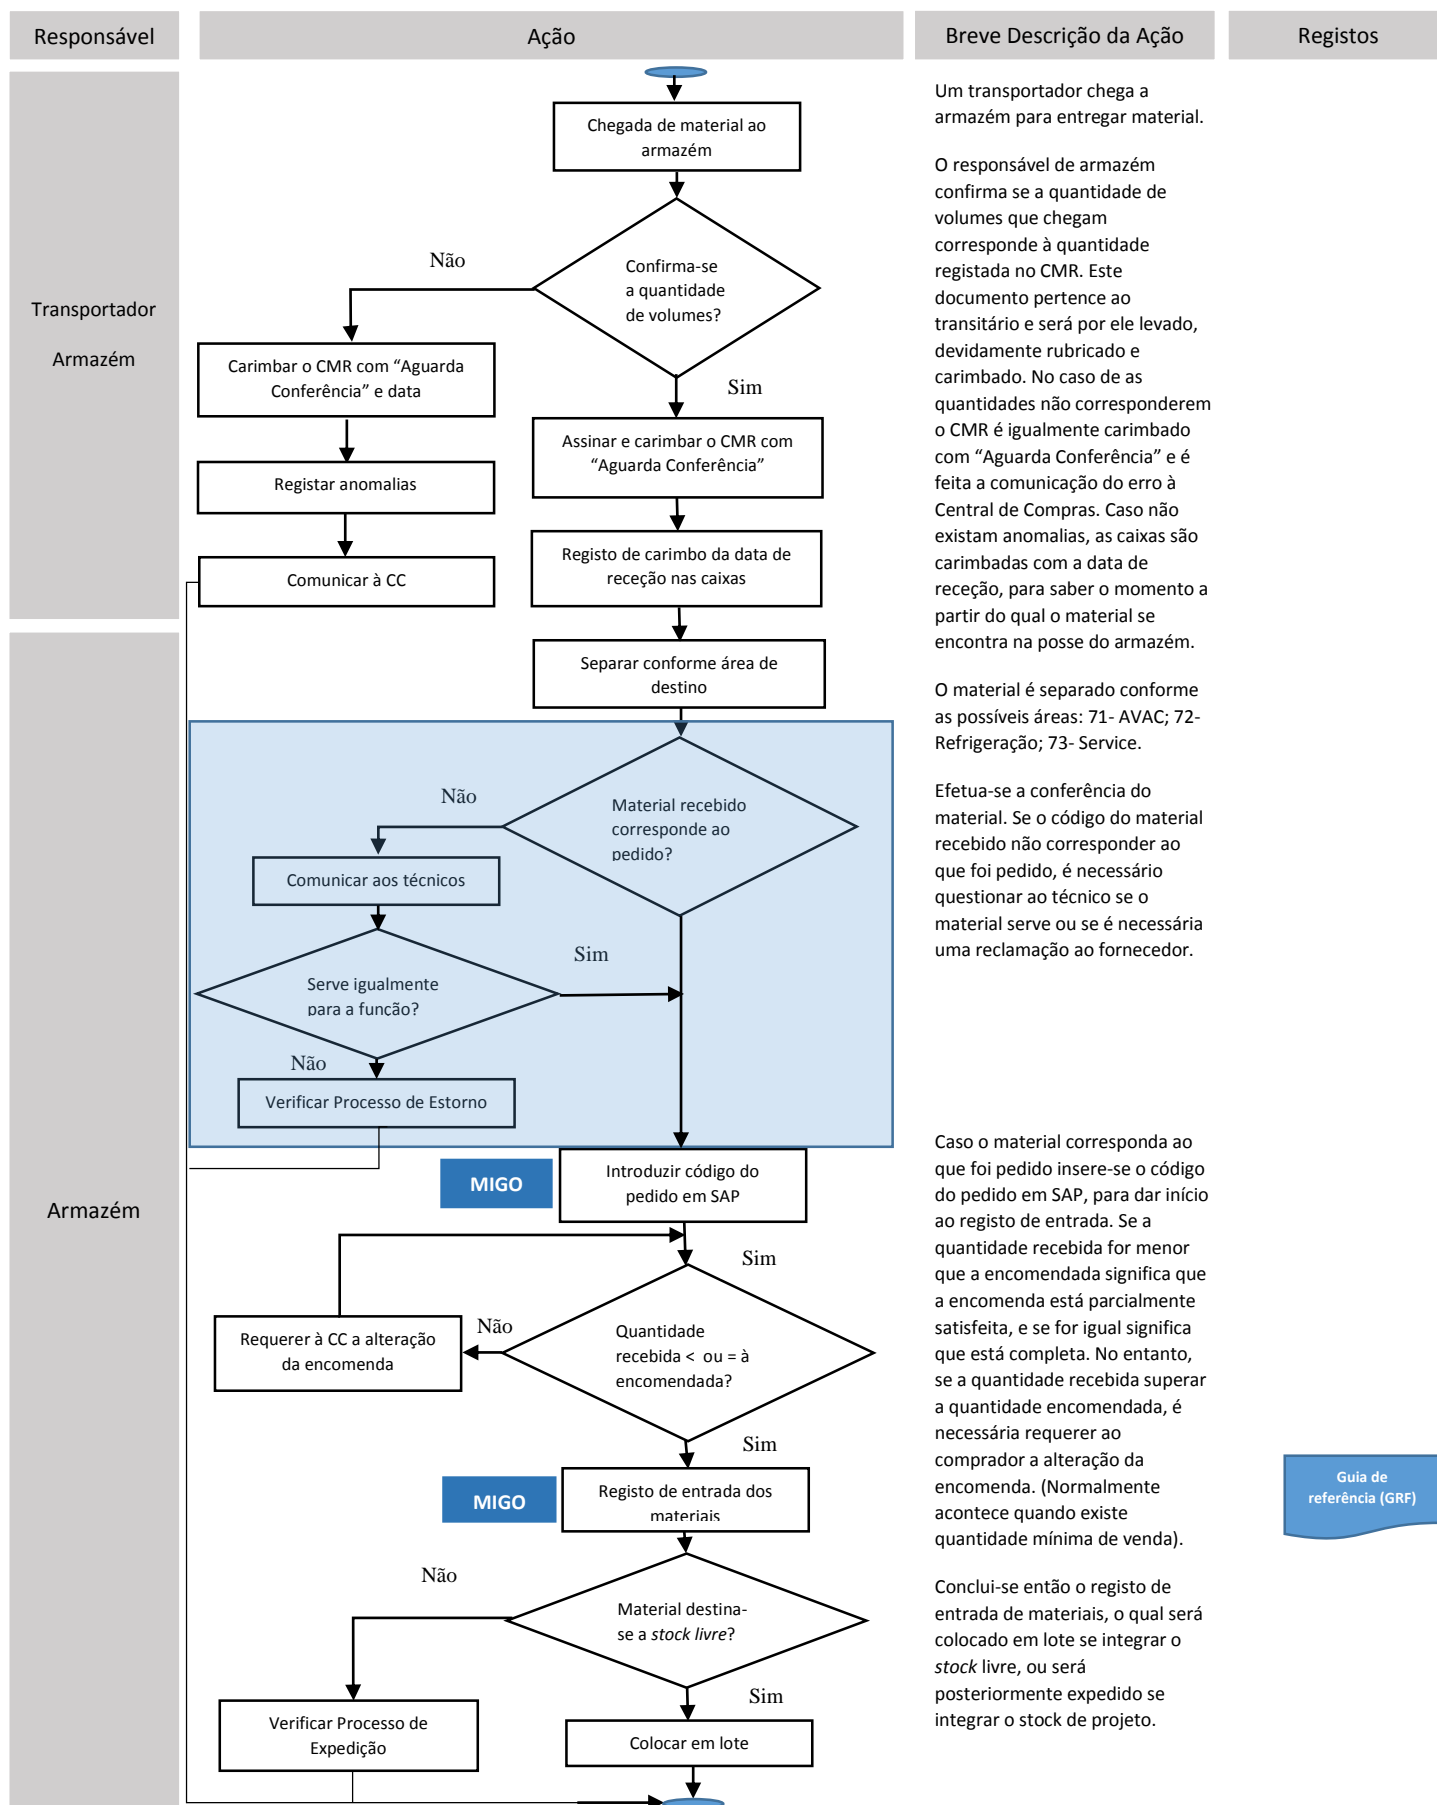 Responsável
Ação
Breve Descrição da Ação
Registos
Transportador
Armazém
Chegada de material ao
armazém
Confirma-se
a quantidade
de volumes?
Não
Sim
Carimbar o CMR com “Aguarda
Conferência” e data
Registar anomalias
Comunicar à CC
Assinar e carimbar o CMR com
“Aguarda Conferência”
Registo de carimbo da data de
receção nas caixas
Separar conforme área de
destino
Um transportador chega a
armazém para entregar material.
O responsável de armazém
confirma se a quantidade de
volumes que chegam
corresponde à quantidade
registada no CMR. Este
documento pertence ao
transitário e será por ele levado,
devidamente rubricado e
carimbado. No caso de as
quantidades não corresponderem
o CMR é igualmente carimbado
com “Aguarda Conferência” e é
feita a comunicação do erro à
Central de Compras. Caso não
existam anomalias, as caixas são
carimbadas com a data de
receção, para saber o momento a
partir do qual o material se
encontra na posse do armazém.
O material é separado conforme
as possíveis áreas: 71- AVAC; 72-
Refrigeração; 73- Service.
Armazém
Material recebido
corresponde ao
pedido?
Não
Comunicar aos técnicos
Serve igualmente
para a função?
Sim
Não
Verificar Processo de Estorno
Efetua-se a conferência do
material. Se o código do material
recebido não corresponder ao
que foi pedido, é necessário
questionar ao técnico se o
material serve ou se é necessária
uma reclamação ao fornecedor.
MIGO
Introduzir código do
pedido em SAP
Sim
Quantidade
recebida < ou = à
encomendada?
Não
Requerer à CC a alteração
da encomenda
Sim
MIGO
Registo de entrada dos
materiais
Material destina-
se a stock livre?
Não
Sim
Verificar Processo de
Expedição
Colocar em lote
Caso o material corresponda ao
que foi pedido insere-se o código
do pedido em SAP, para dar início
ao registo de entrada. Se a
quantidade recebida for menor
que a encomendada significa que
a encomenda está parcialmente
satisfeita, e se for igual significa
que está completa. No entanto,
se a quantidade recebida superar
a quantidade encomendada, é
necessária requerer ao
comprador a alteração da
encomenda. (Normalmente
acontece quando existe
quantidade mínima de venda).
Conclui-se então o registo de
entrada de materiais, o qual será
colocado em lote se integrar o
stock livre, ou será
posteriormente expedido se
integrar o stock de projeto.
Guia de
referência (GRF)